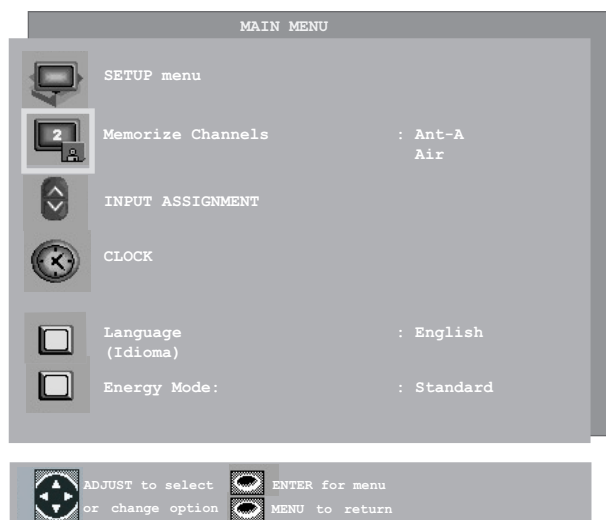 MAIN MENU
SETUP menu
2
Memorize Channels : Ant-A
Air
INPUT ASSIGNMENT
CLOCK
Language : English
(Idioma)
Energy Mode: : Standard
ADJUST to select ENTER for menu
or change option MENU to return